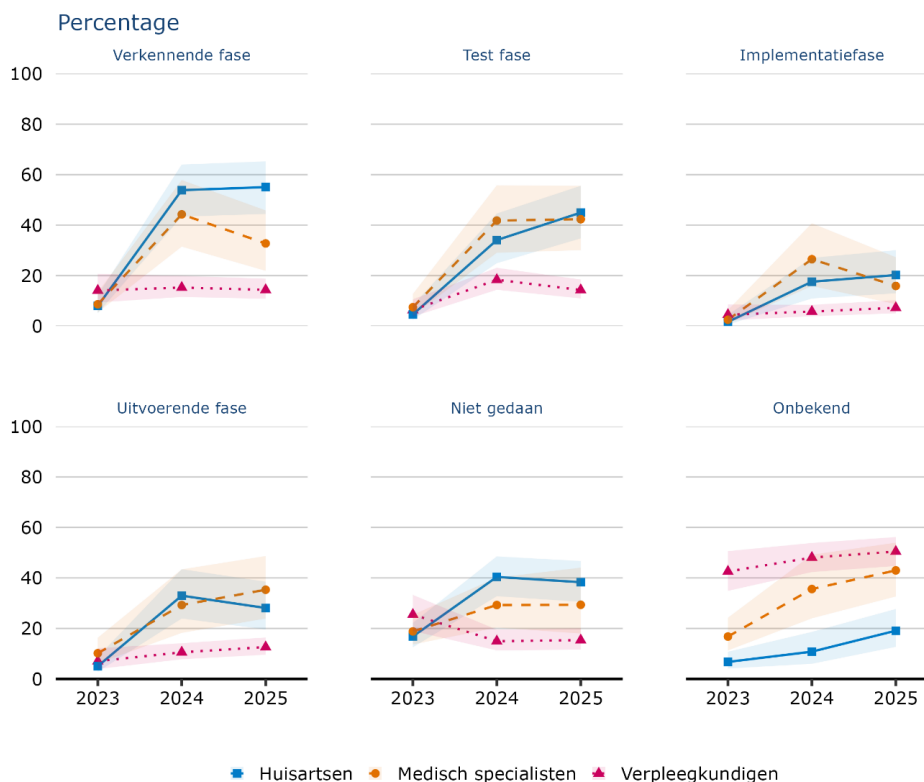 Percentage
Verkennende fase Test fase Implementatiefase
100
80
60
40
20
0
Uitvoerende fase Niet gedaan Onbekend
100
80
60
40
20
0
2023 2024 2025 2023 2024 2025 2023 2024 2025
Huisartsen Medisch specialisten Verpleegkundigen